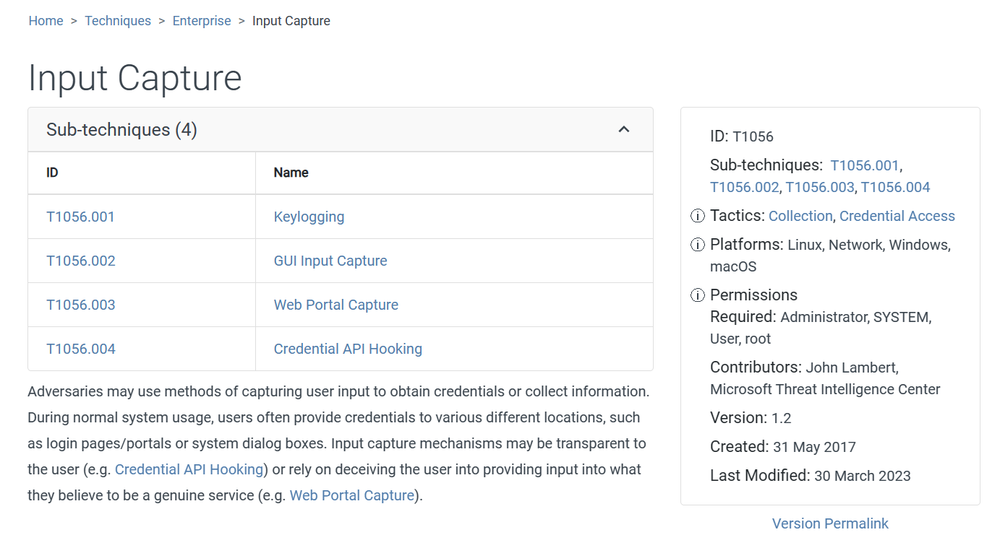 Home > Techniques > Enterprise > Input Capture
Input Capture
Sub-techniques (4)
ID Name
T1056.001 Keylogging
T1056.002 GUI Input Capture
T1056.003 Web Portal Capture
T1056.004 Credential API Hooking
Adversaries may use methods of capturing user input to obtain credentials or collect information.
During normal system usage, users often provide credentials to various different locations, such
as login pages/portals or system dialog boxes. Input capture mechanisms may be transparent to
the user (e.g. Credential API Hooking) or rely on deceiving the user into providing input into what
they believe to be a genuine service (e.g. Web Portal Capture).
ID: T1056
Sub-techniques: T1056.001,
T1056.002, T1056.003, T1056.004
Tactics: Collection, Credential Access
Platforms: Linux, Network, Windows,
macOS
Permissions
Required: Administrator, SYSTEM,
User, root
Contributors: John Lambert,
Microsoft Threat Intelligence Center
Version: 1.2
Created: 31 May 2017
Last Modified: 30 March 2023
Version Permalink